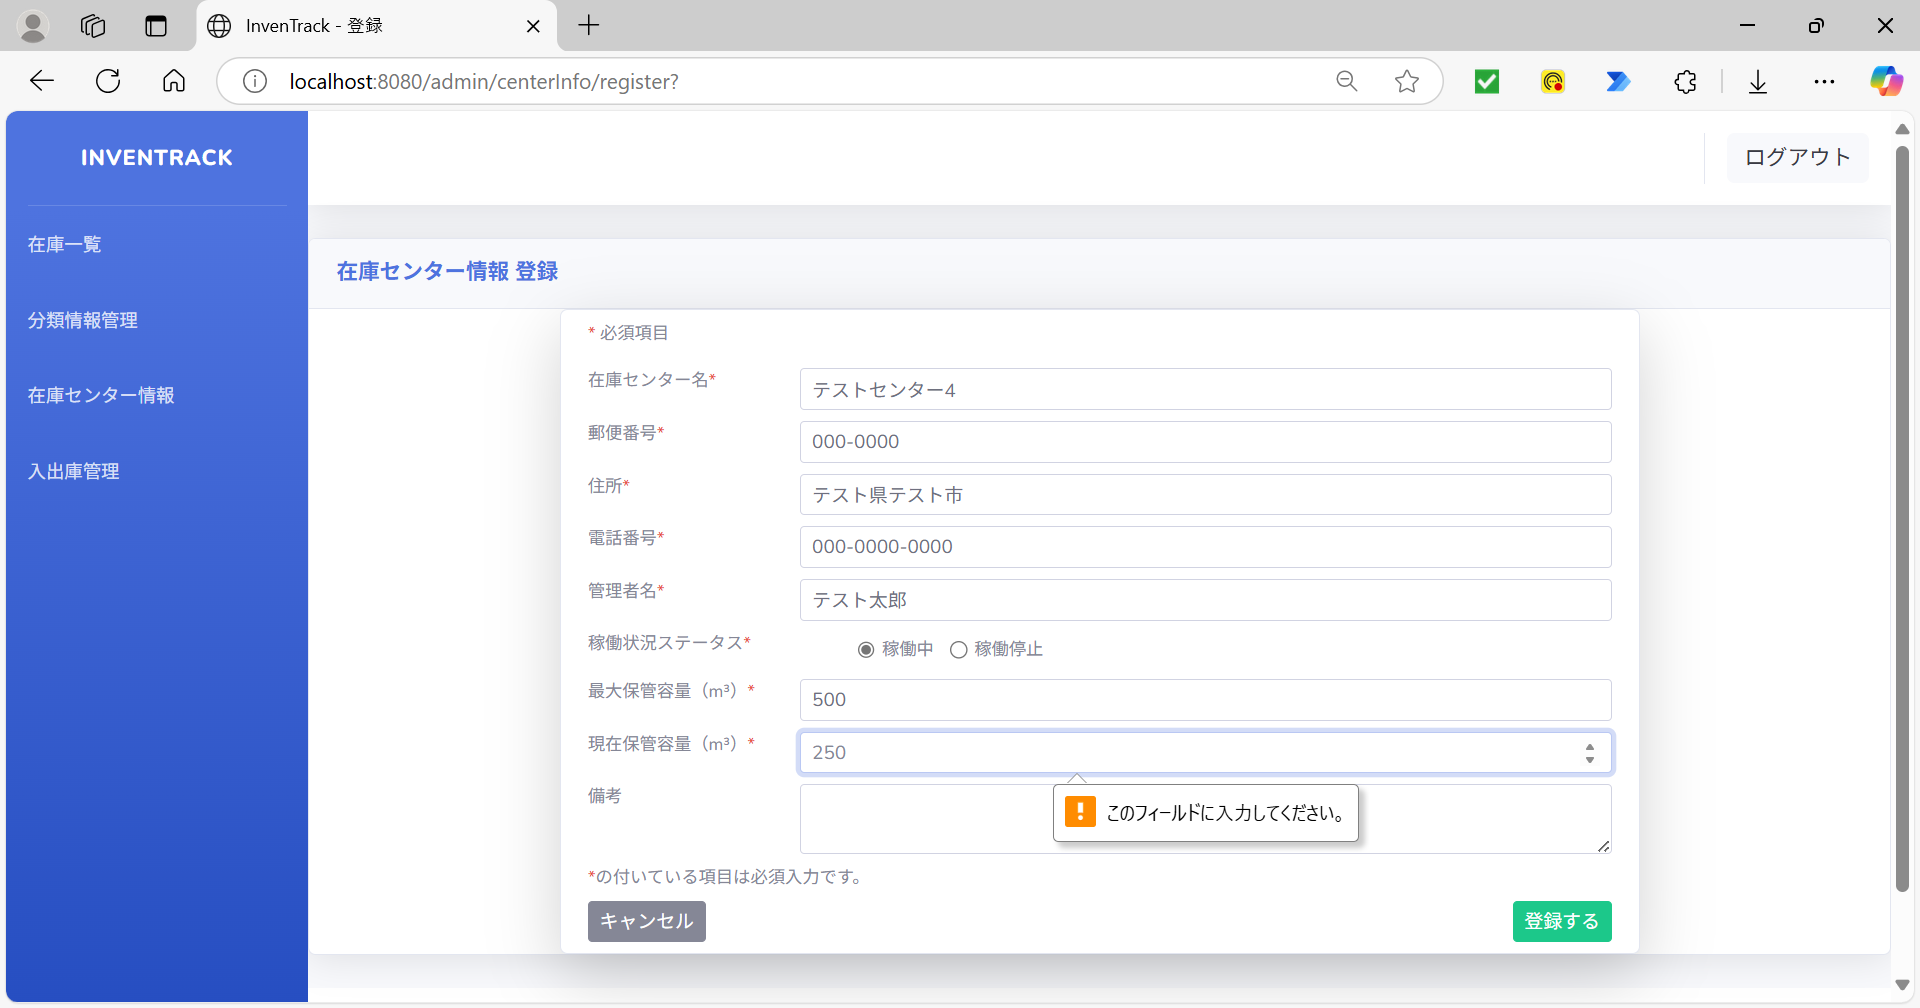 InvenTrack - 登録
localhost:8080/admin/centerInfo/register?
INVENTRACK
ログアウト
在庫一覧
分類情報管理
在庫センター情報
入出庫管理
在庫センター情報 登録
* 必須項目
在庫センター名*
テストセンター4
郵便番号*
000-0000
住所*
テスト県テスト市
電話番号*
000-0000-0000
管理者名*
テスト太郎
稼働状況ステータス*
稼働中 稼働停止
最大保管容量（m³）*
500
現在保管容量（m³）*
250
備考
このフィールドに入力してください。
*の付いている項目は必須入力です。
キャンセル
登録する